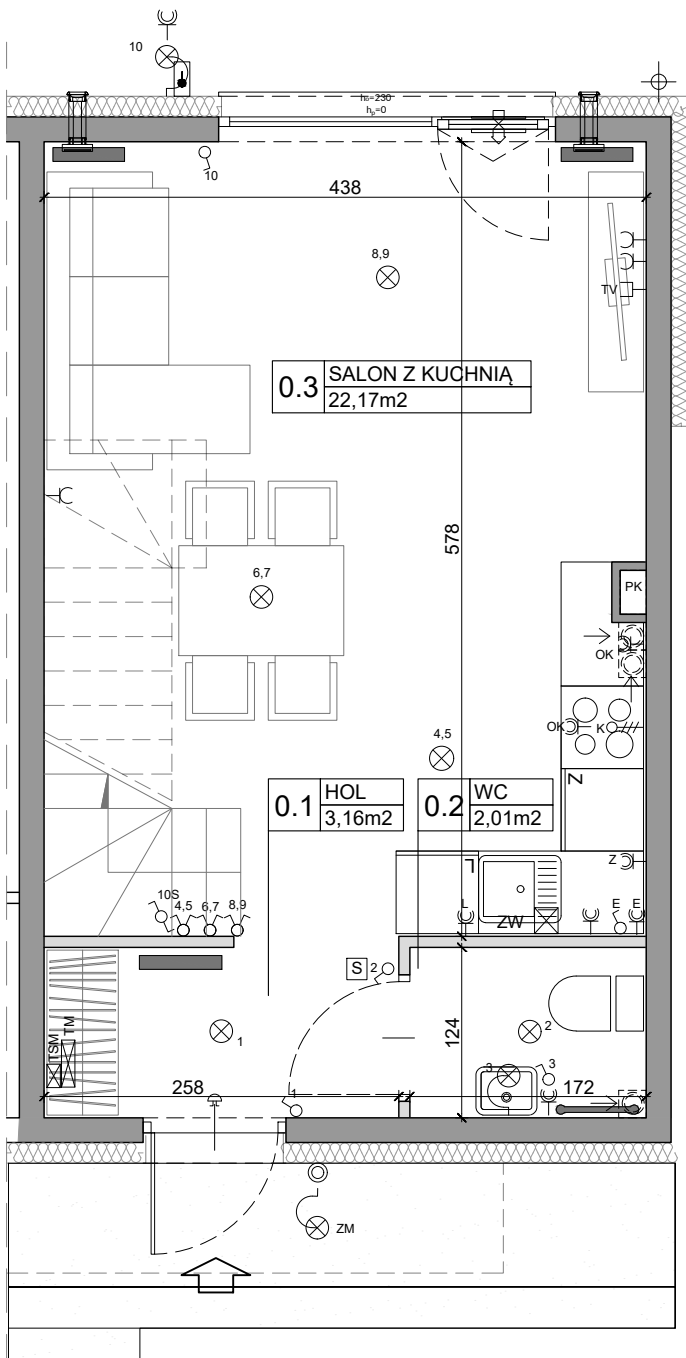 10
h₀=230
hₚ=0
10
438
8,9
TV
0.3 SALON Z KUCHNIĄ
22,17m2
578
6,7
PK
OK
OK
K
4,5
Z
0.1 HOL
3,16m2
0.2 WC
2,01m2
Z
10S
4,5 6,7 8,9
L
ZW
E E
S 2
1
2
124
TSM
TM
3
3
258
1
172
ZM